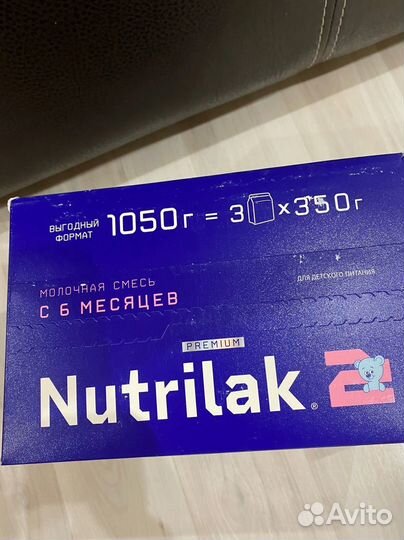 ВЫГОДНЫЙ
ФОРМАТ
1050г = 3 х 350г
МОЛОЧНАЯ СМЕСЬ
С 6 МЕСЯЦЕВ
ДЛЯ ДЕТСКОГО ПИТАНИЯ
PREMIUM
Nutrilak® 2
Avito